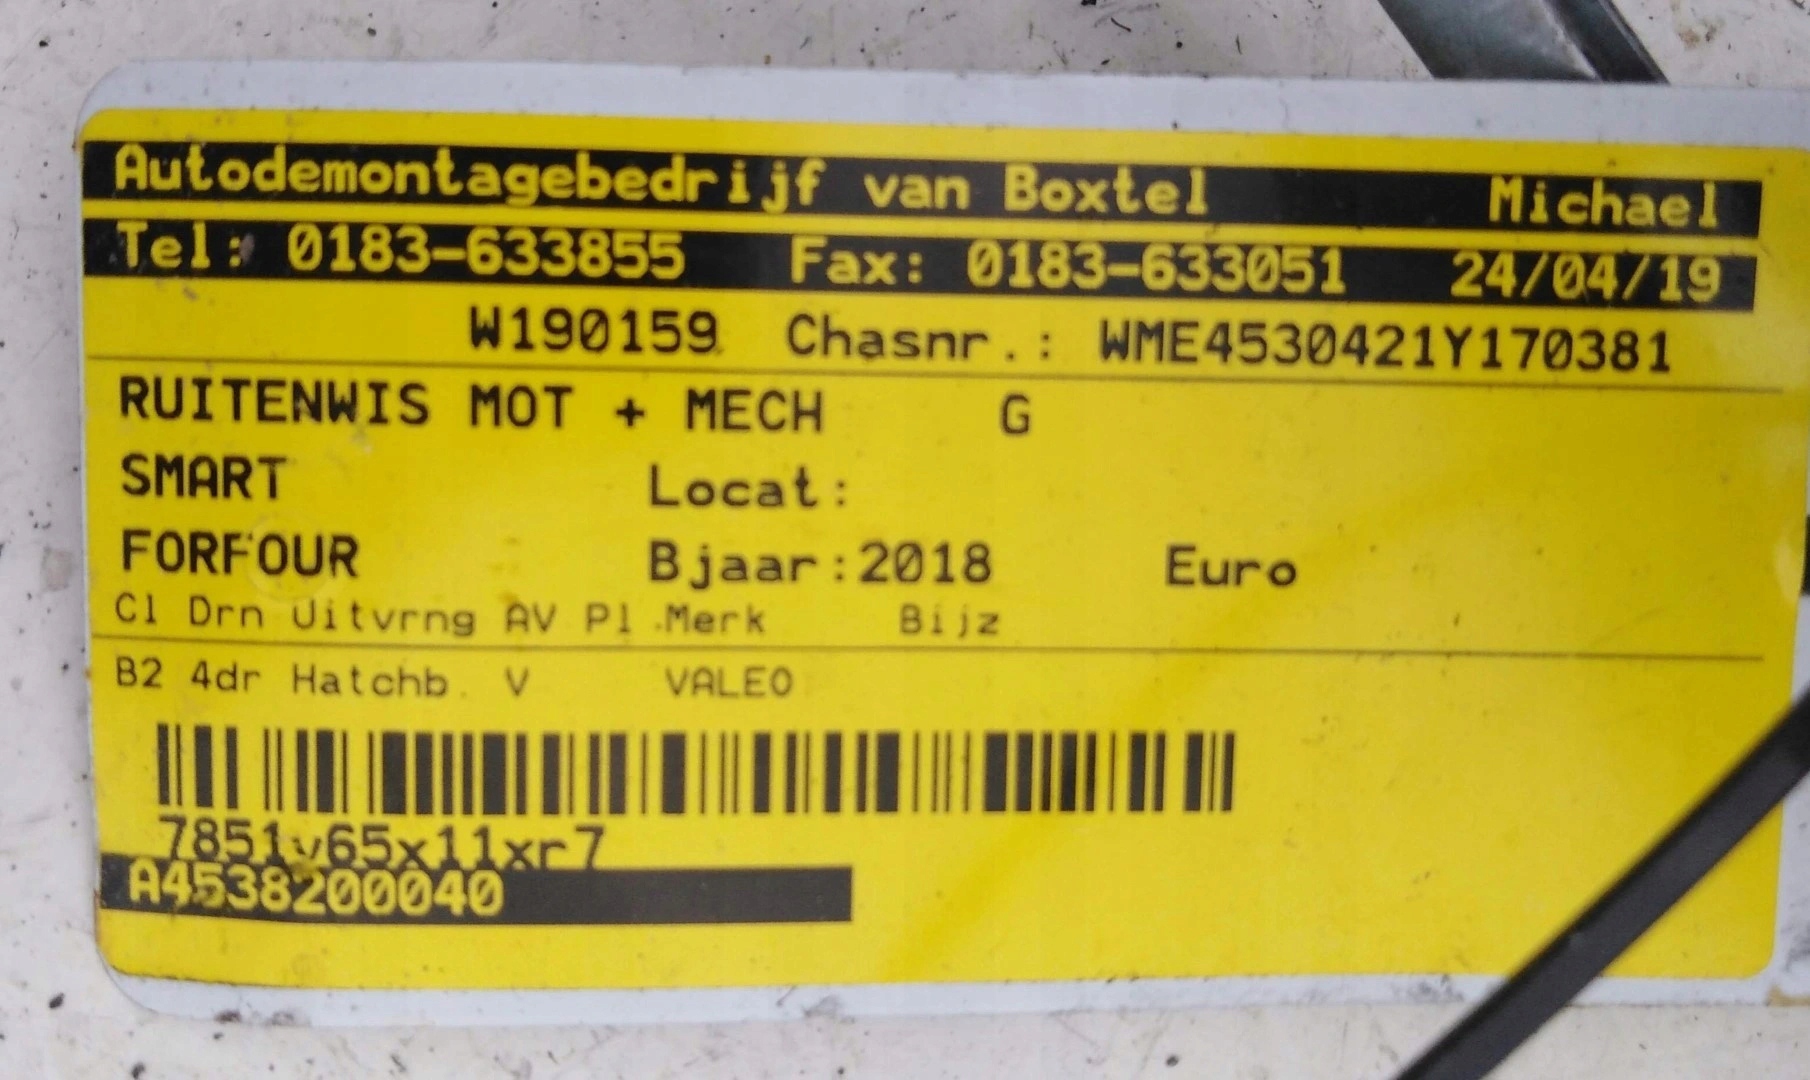 Autodemontagebedrijf van Boxtel Michael
Tel: 0183-633855 Fax: 0183-633051 24/04/19
W190159 Chasnr.: WME4530421Y170381
RUITENWIS MOT + MECH G
SMART Locat:
FORFOUR Bjaar:2018 Euro
Cl Drn Uitvrng AV Pl Merk Bijz
B2 4dr Hatchb. V VALEO
7851v65x11xr7
A4538200040